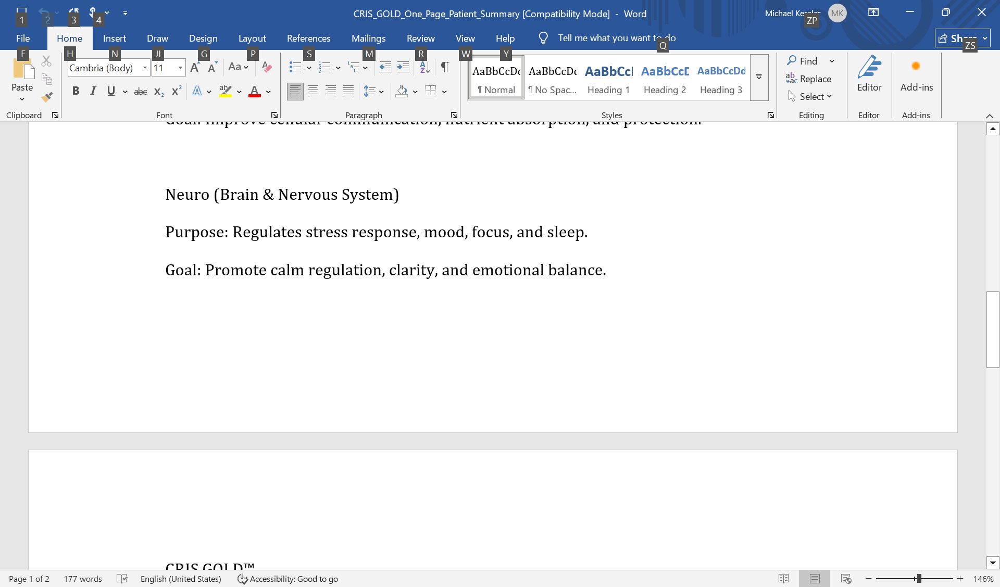 CRIS_GOLD_One_Page_Patient_Summary [Compatibility Mode] - Word
Michael Kessler
MK
1 2 3 4 ZP
File Home Insert Draw Design Layout References Mailings Review View Help Tell me what you want to do Share
F H N JI G P S M R W Y Q ZS
Cambria (Body) 11 Aa
AaBbCcDc AaBbCcDc AaBbCcl AaBbCcD AaBbCcDd
Paste
¶ Normal ¶ No Spac... Heading 1 Heading 2 Heading 3
Find
Replace
Select
Editor
Add-ins
Clipboard Font Paragraph Styles Editing Editor Add-ins
Goal: Improve cellular communication, nutrient absorption, and protection.
Neuro (Brain & Nervous System)
Purpose: Regulates stress response, mood, focus, and sleep.
Goal: Promote calm regulation, clarity, and emotional balance.
CRIS GOLD™
Page 1 of 2 177 words English (United States) Accessibility: Good to go 146%